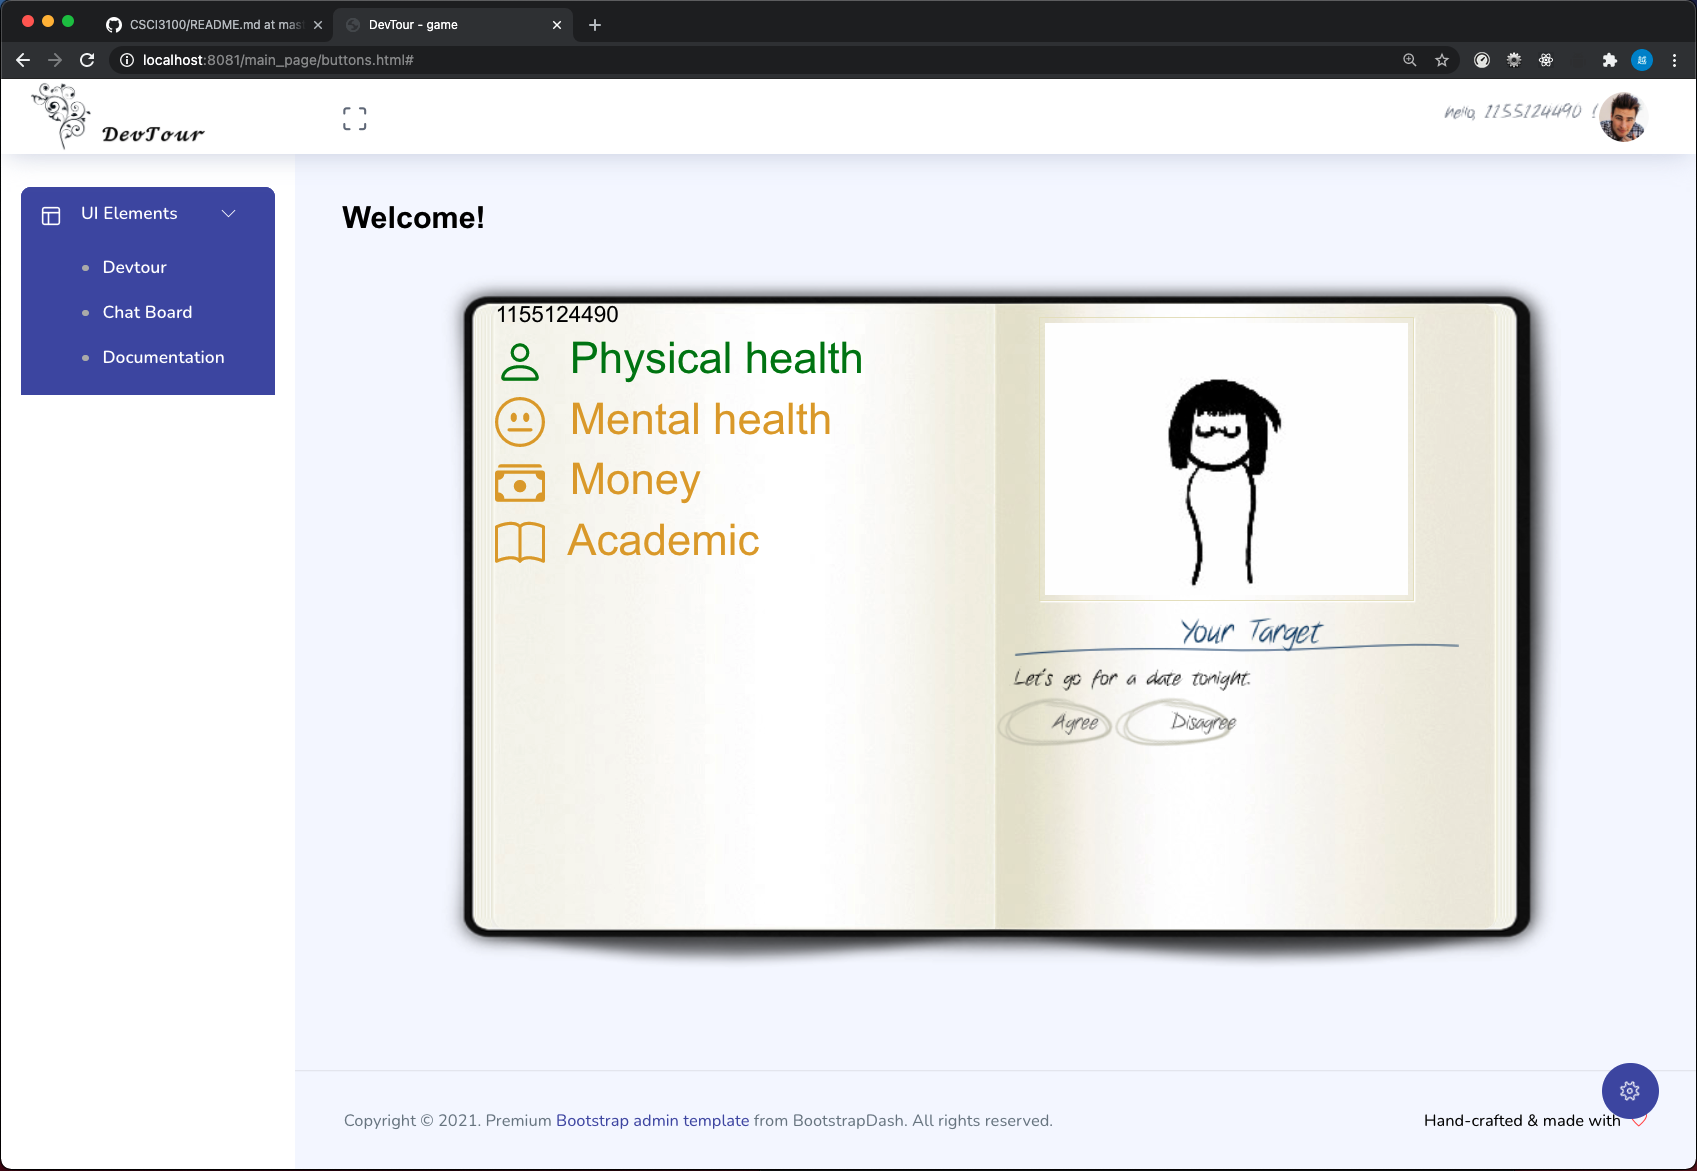 CSCI3100/README.md at mas
DevTour - game
localhost:8081/main_page/buttons.html#
DevTour
hello, 1155124490 !
UI Elements
Devtour
Chat Board
Documentation
Welcome!
1155124490
Physical health
Mental health
Money
Academic
Your Target
Let's go for a date tonight.
Agree
Disagree
Copyright © 2021. Premium Bootstrap admin template from BootstrapDash. All rights reserved.
Hand-crafted & made with